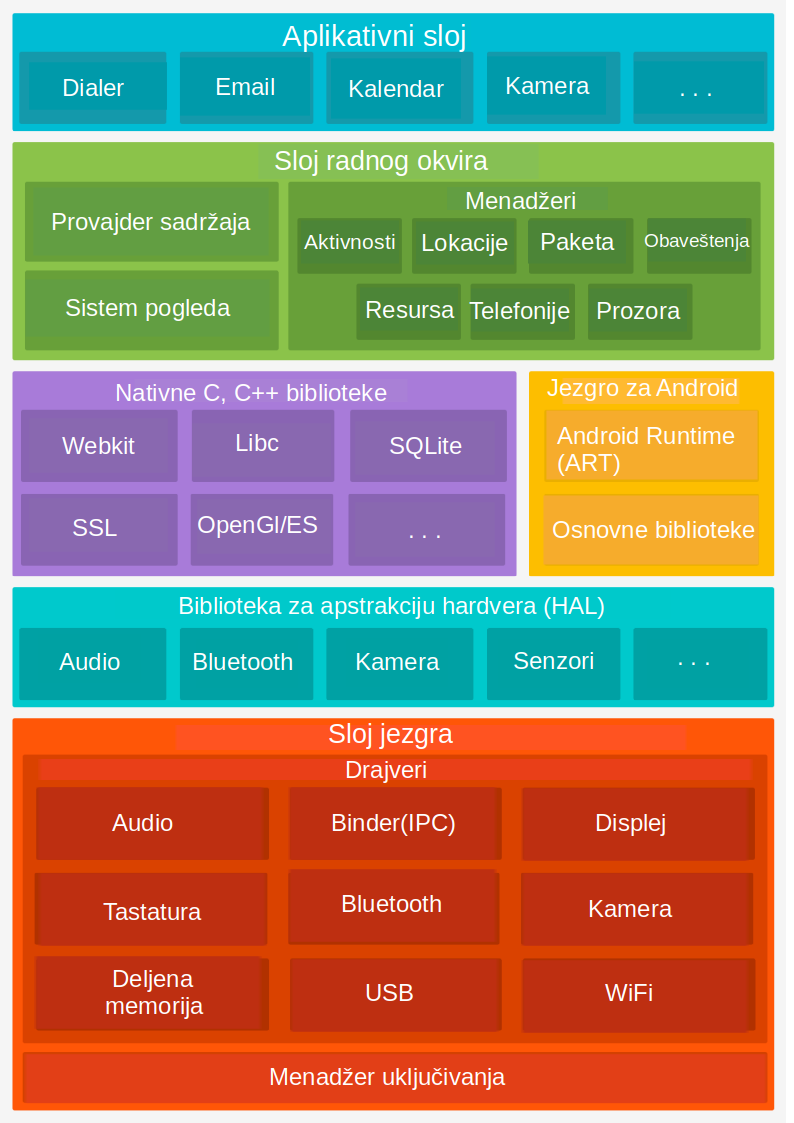 Aplikativni sloj
Dialer
Email
Kalendar
Kamera
. . .
Sloj radnog okvira
Provajder sadržaja
Sistem pogleda
Menadžeri
Aktivnosti
Lokacije
Paketa
Obaveštenja
Resursa
Telefonije
Prozora
Nativne C, C++ biblioteke
Webkit
Libc
SQLite
SSL
OpenGl/ES
. . .
Jezgro za Android
Android Runtime
(ART)
Osnovne biblioteke
Biblioteka za apstrakciju hardvera (HAL)
Audio
Bluetooth
Kamera
Senzori
. . .
Sloj jezgra
Drajveri
Audio
Binder(IPC)
Displej
Tastatura
Bluetooth
Kamera
Deljena
memorija
USB
WiFi
Menadžer uključivanja